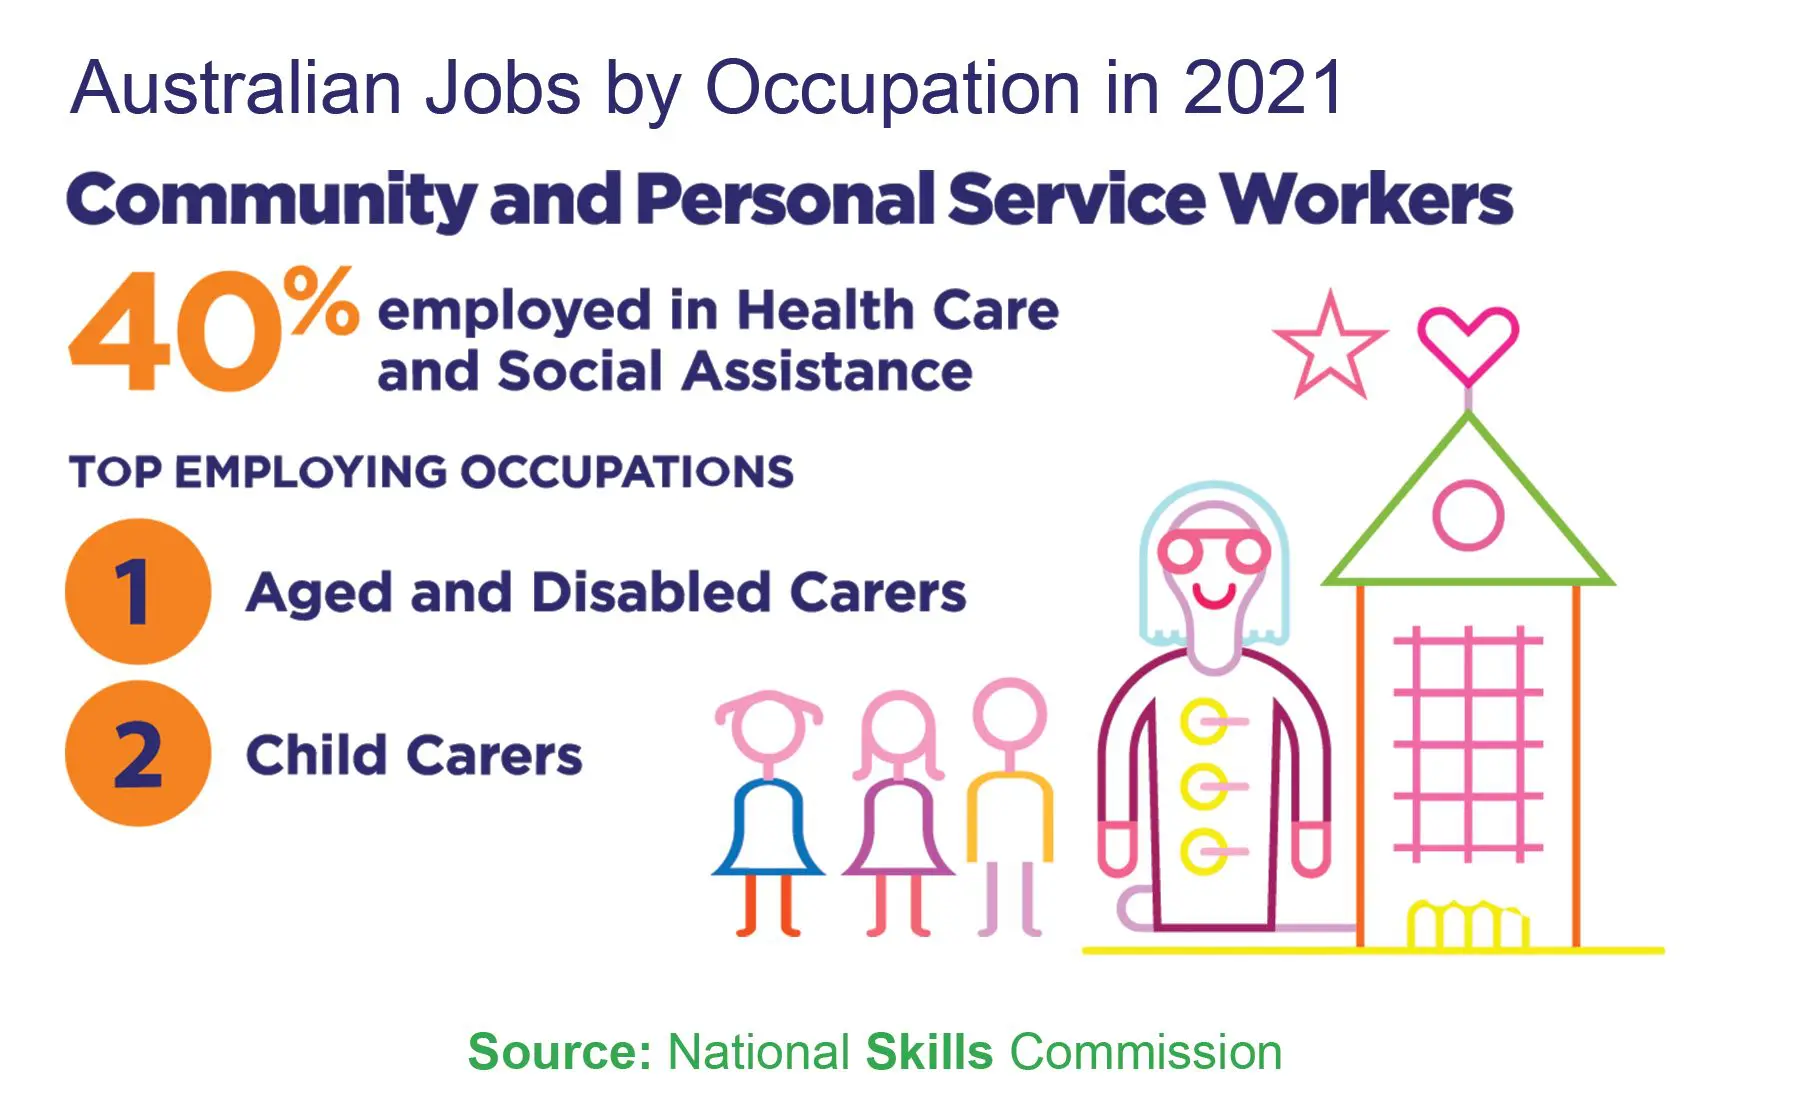 Australian Jobs by Occupation in 2021
Community and Personal Service Workers
40% employed in Health Care
and Social Assistance
TOP EMPLOYING OCCUPATIONS
1 Aged and Disabled Carers
2 Child Carers
Source: National Skills Commission